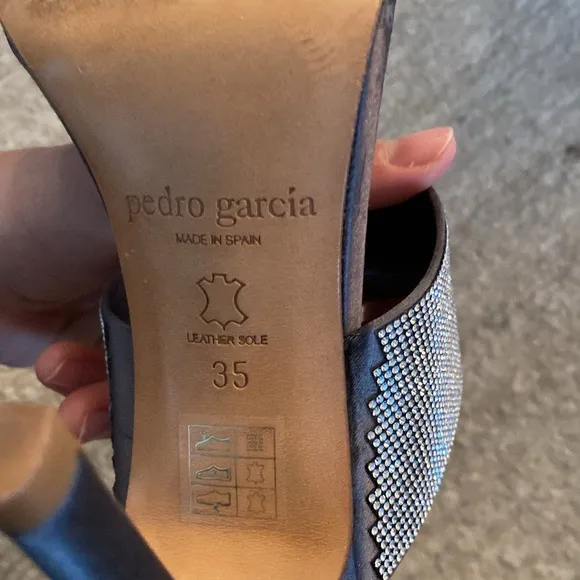 pedro garcía
MADE IN SPAIN
LEATHER SOLE
35